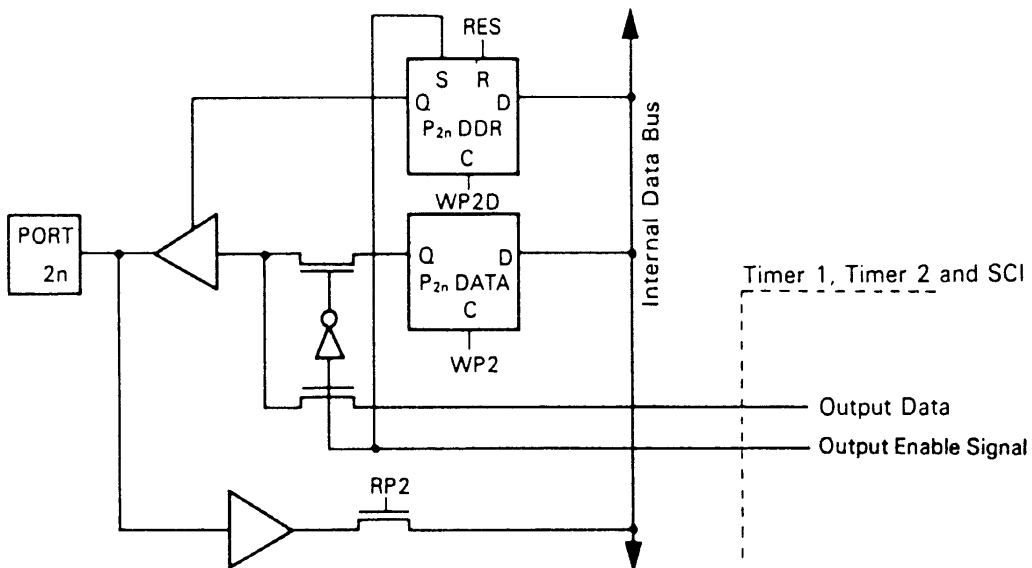 RES
S R
Q D
P₂ₙ DDR
C
WP2D
PORT
2n
Q D
P₂ₙ DATA
C
WP2
Internal Data Bus
Timer 1, Timer 2 and SCI
Output Data
Output Enable Signal
RP2